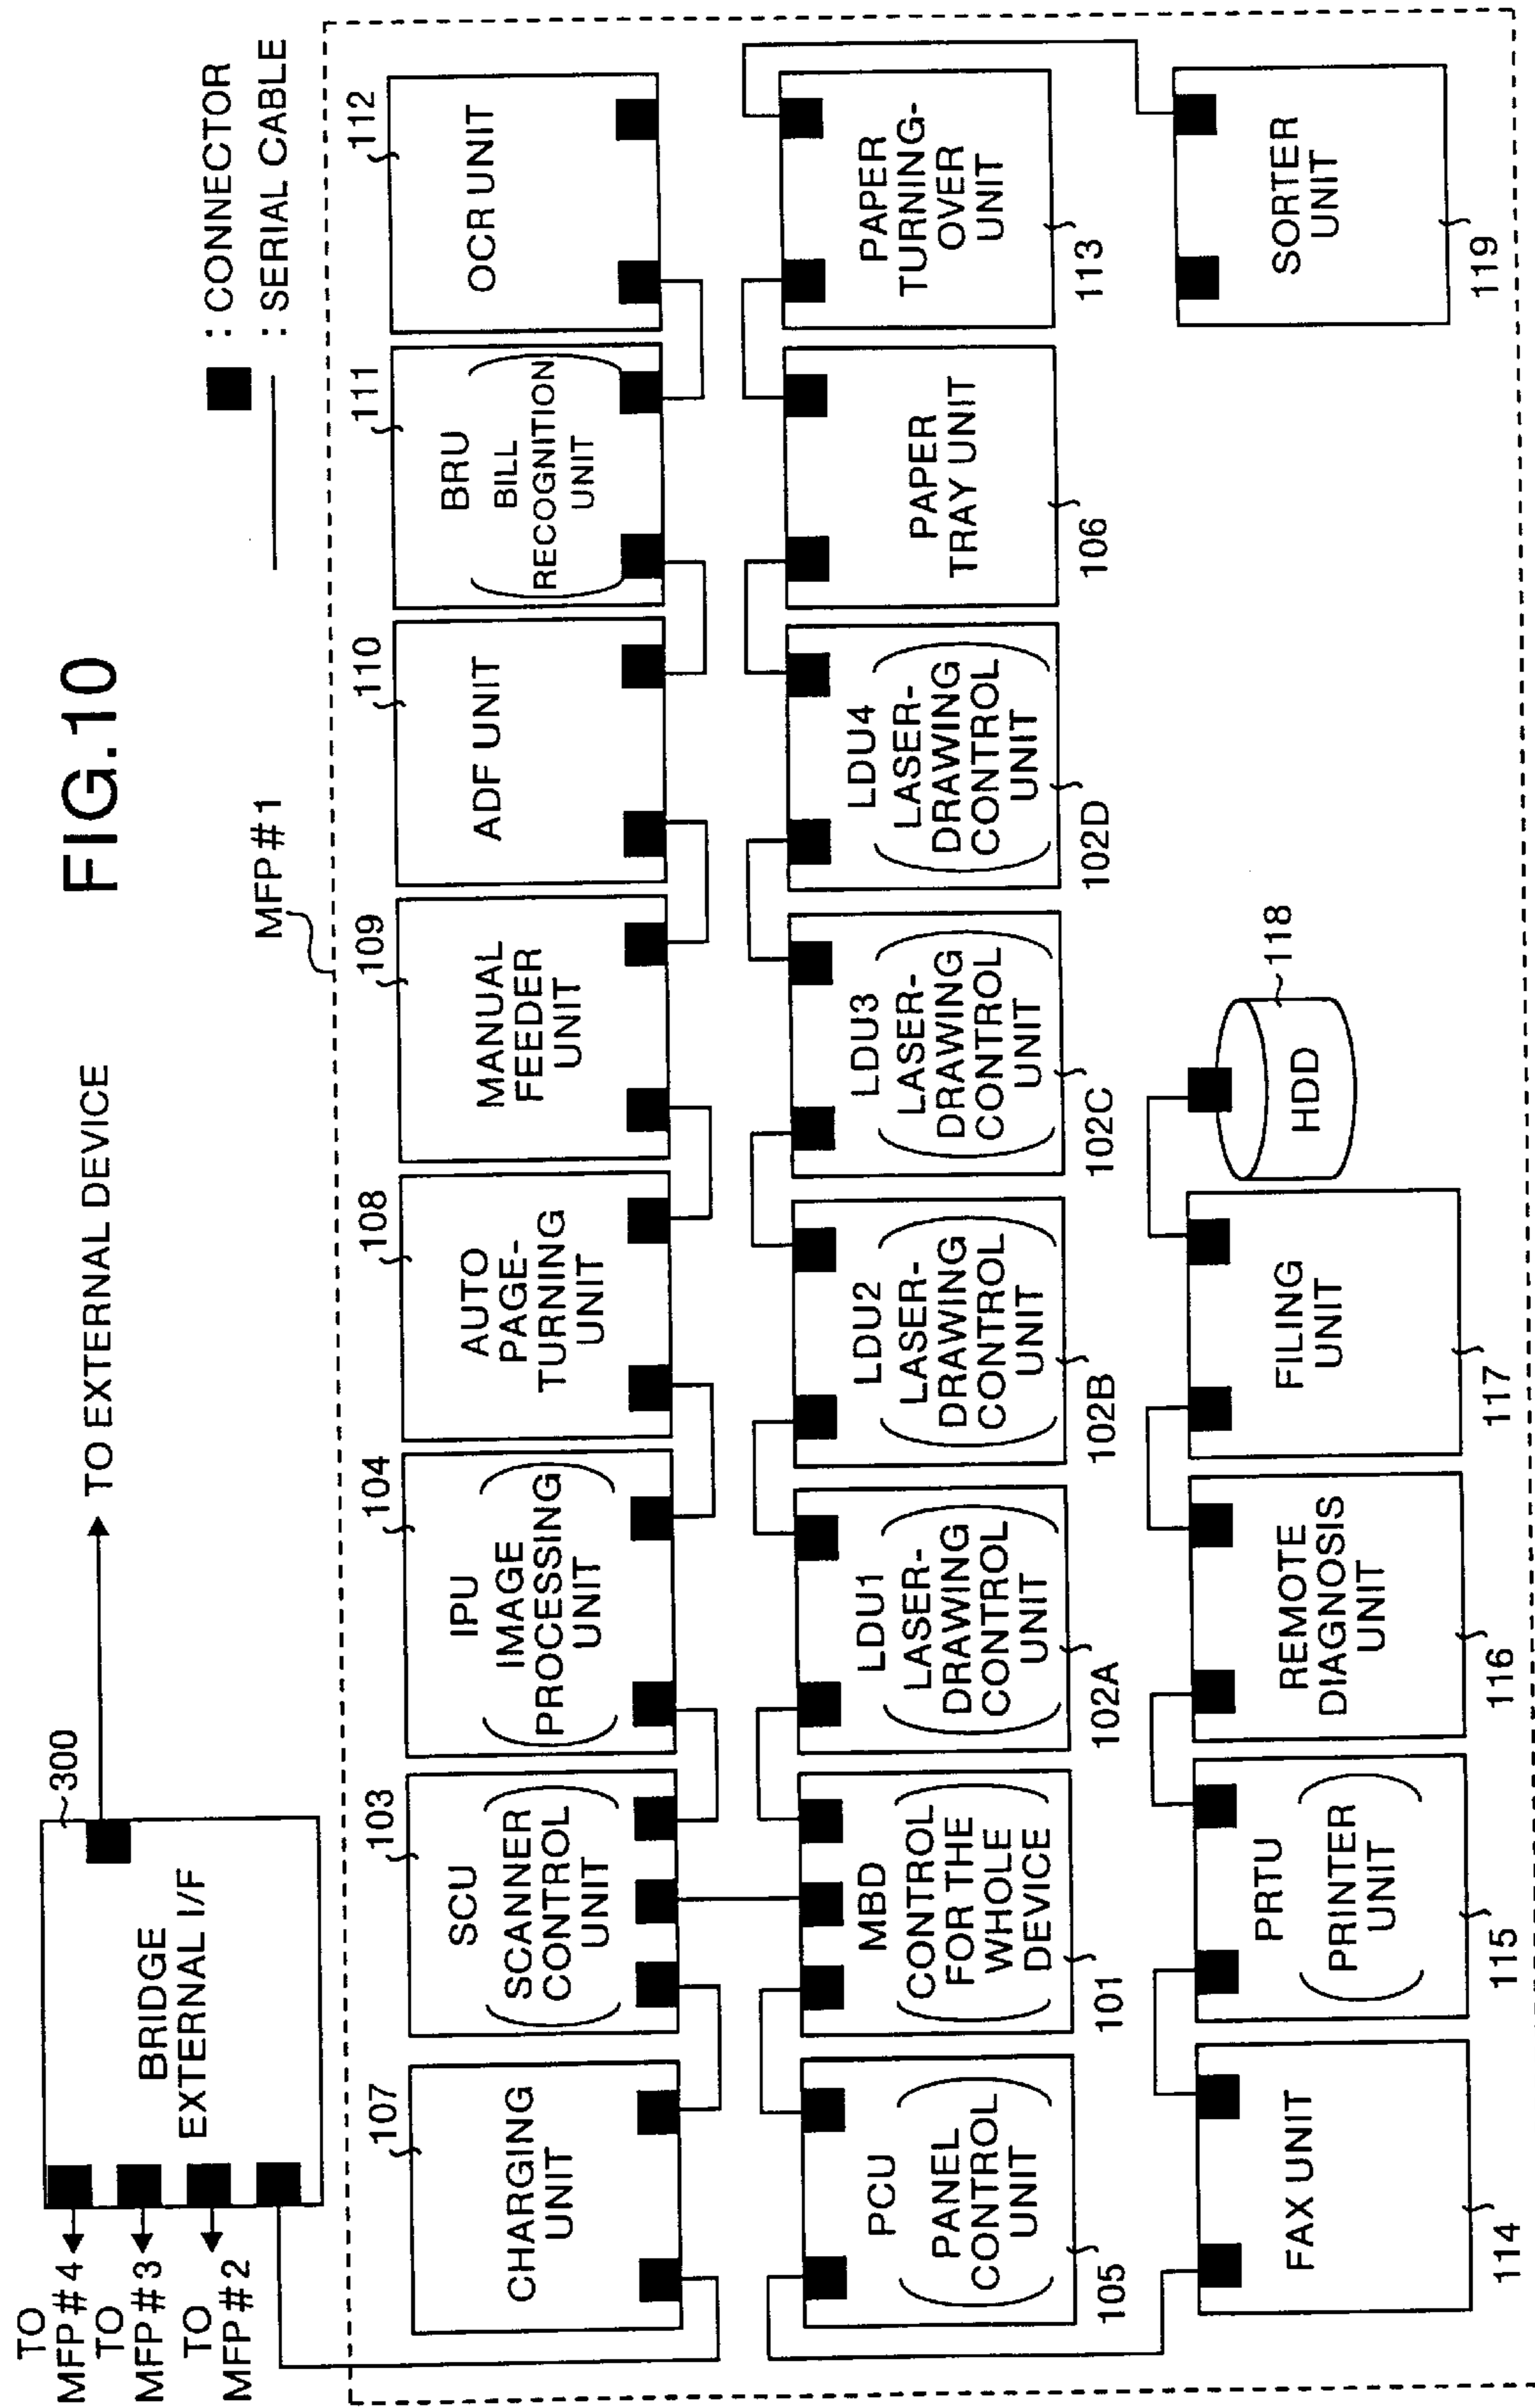 FIG.10
TO
MFP#4
TO
MFP#3
TO
MFP#2
300
BRIDGE
EXTERNAL I/F
TO EXTERNAL DEVICE
: CONNECTOR
: SERIAL CABLE
MFP#1
107
CHARGING
UNIT
103
SCU
SCANNER
CONTROL
UNIT
104
IPU
IMAGE
PROCESSING
UNIT
108
AUTO
PAGE-
TURNING
UNIT
109
MANUAL
FEEDER
UNIT
110
ADF UNIT
111
BRU
BILL
RECOGNITION
UNIT
112
OCR UNIT
PCU
PANEL
CONTROL
UNIT
105
MBD
CONTROL
FOR THE
WHOLE
DEVICE
101
LDU1
LASER-
DRAWING
CONTROL
UNIT
102A
LDU2
LASER-
DRAWING
CONTROL
UNIT
102B
LDU3
LASER-
DRAWING
CONTROL
UNIT
102C
LDU4
LASER-
DRAWING
CONTROL
UNIT
102D
PAPER
TRAY UNIT
106
PAPER
TURNING-
OVER
UNIT
113
FAX UNIT
114
PRTU
PRINTER
UNIT
115
REMOTE
DIAGNOSIS
UNIT
116
FILING
UNIT
117
HDD
118
SORTER
UNIT
119